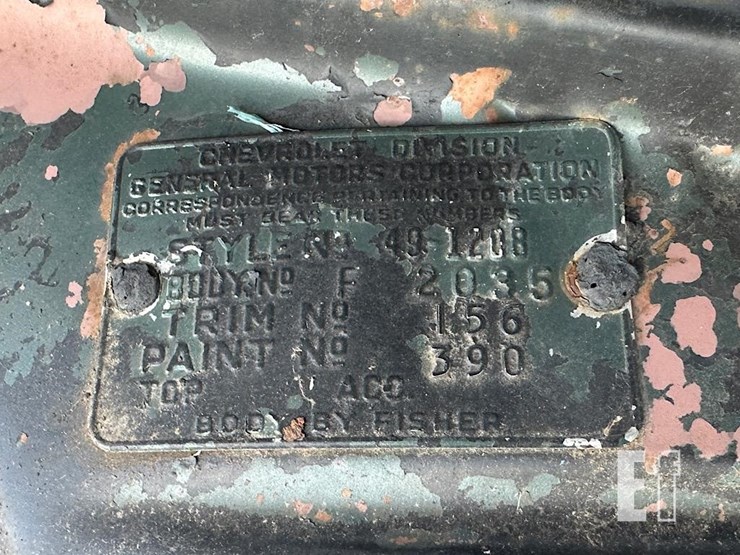 CHEVROLET DIVISION
GENERAL MOTORS CORPORATION
CORRESPONDENCE PERTAINING TO THE BODY
MUST BEAR THESE NUMBERS
STYLE Nº 49 1208
BODY Nº F 2035
TRIM Nº 156
PAINT Nº 390
TOP ACC.
BODY BY FISHER
ET